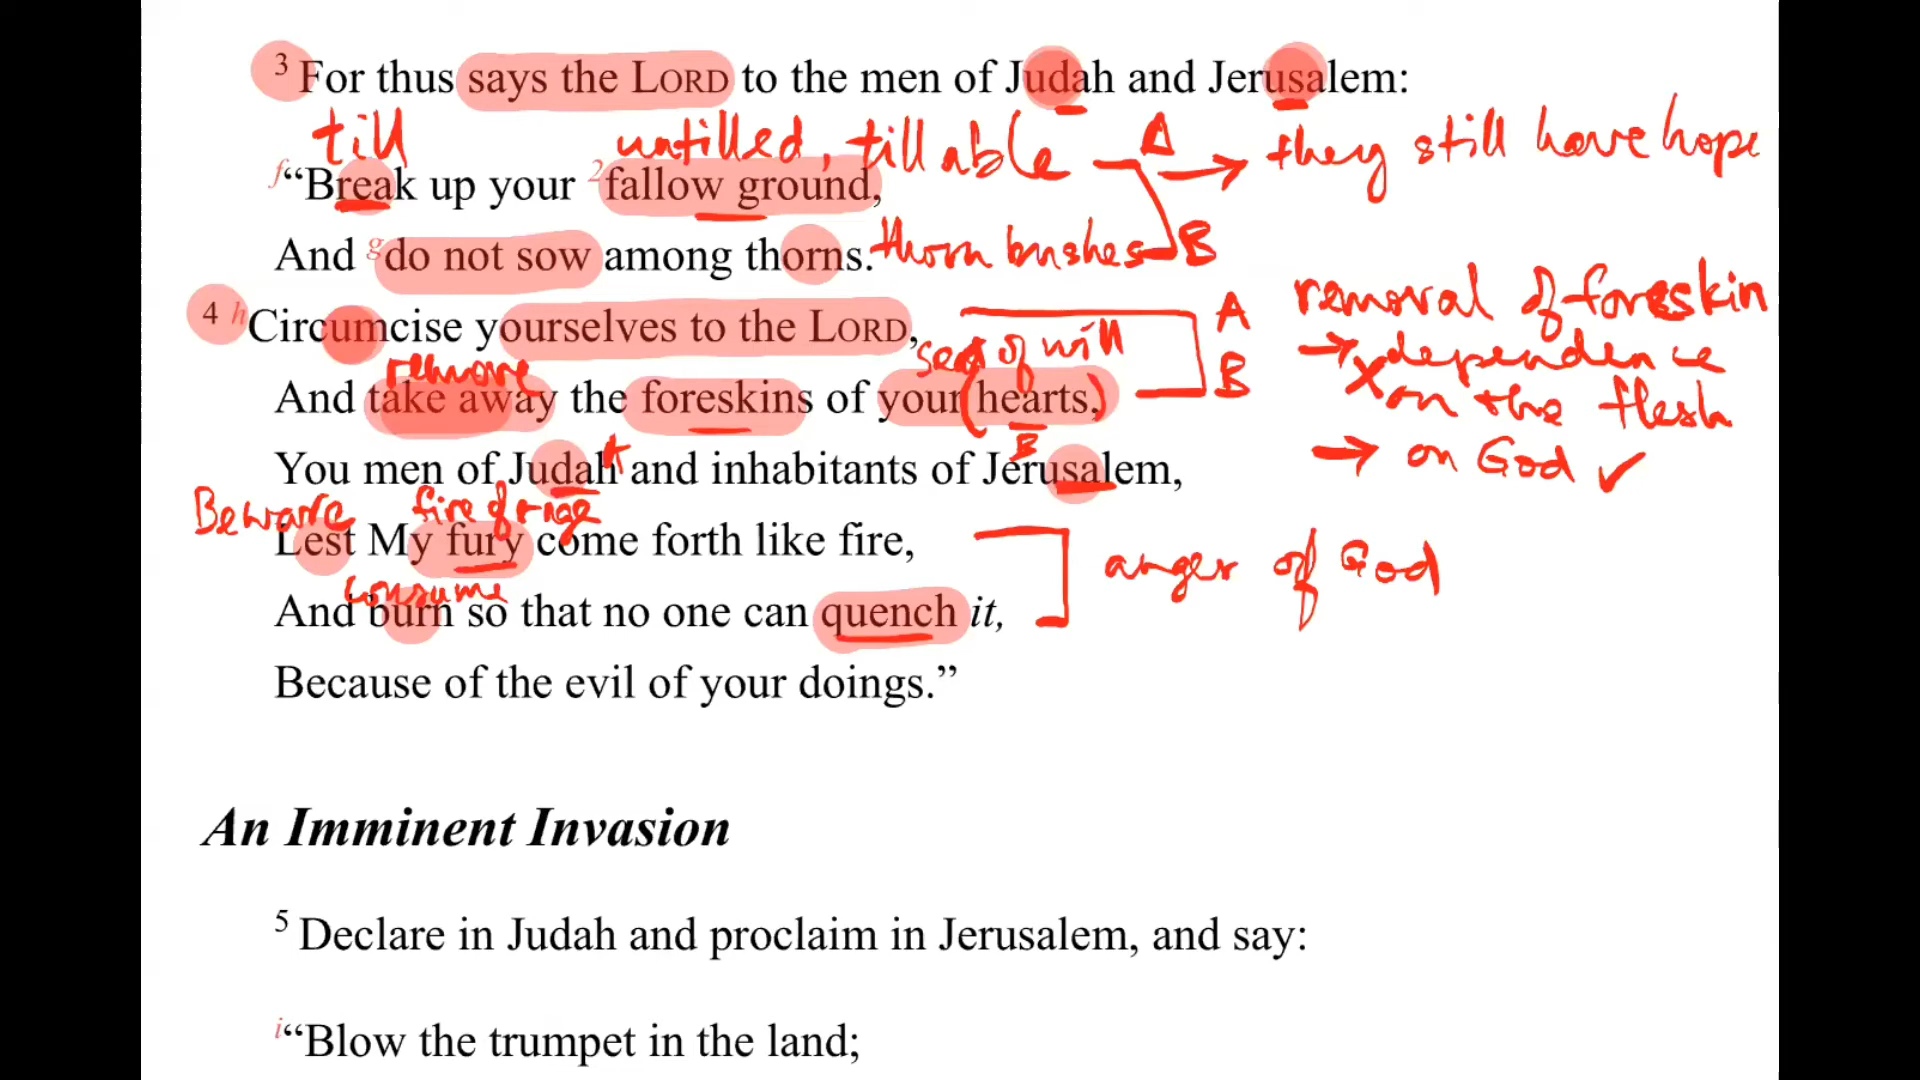 3 For thus says the LORD to the men of Judah and Jerusalem:
till untilled, tillable A → they still have hope
f “Break up your 2 fallow ground,
And g do not sow among thorns. thorn bushes B
removal of foreskin
4 h Circumcise yourselves to the LORD, A
remove seat of will → dependence
And take away the foreskins of your (hearts,) B X on the flesh
B → on God ✓
You men of Judah A and inhabitants of Jerusalem,
Beware fire of rage
Lest My fury come forth like fire,
anger of God
consume
And burn so that no one can quench it,
Because of the evil of your doings.”
An Imminent Invasion
5 Declare in Judah and proclaim in Jerusalem, and say:
i “Blow the trumpet in the land;